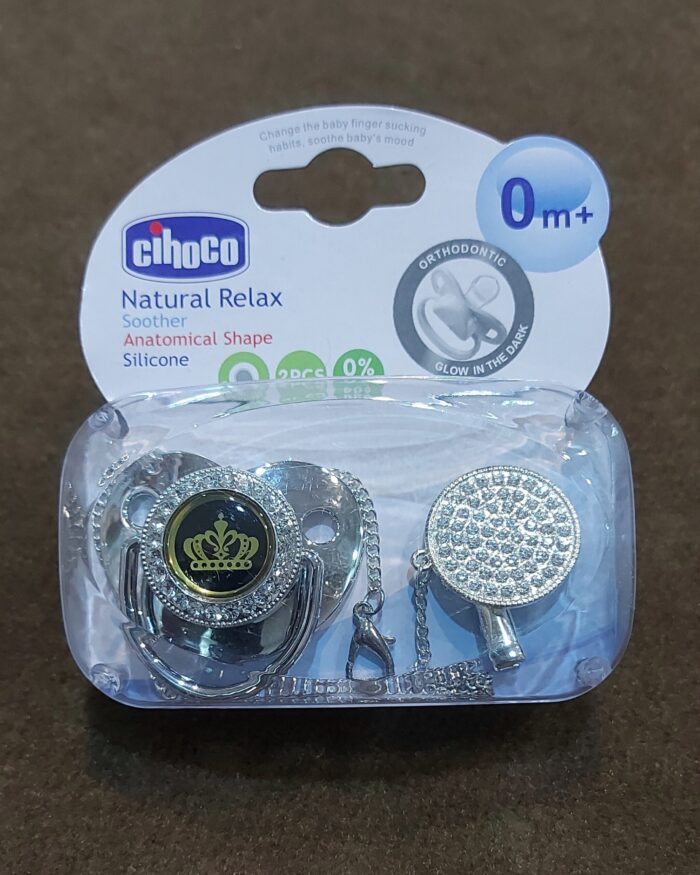 Change the baby finger sucking
habits, soothe baby's mood
0m+
cihoco
ORTHODONTIC
GLOW IN THE DARK
Natural Relax
Soother
Anatomical Shape
Silicone
2PCS
0%